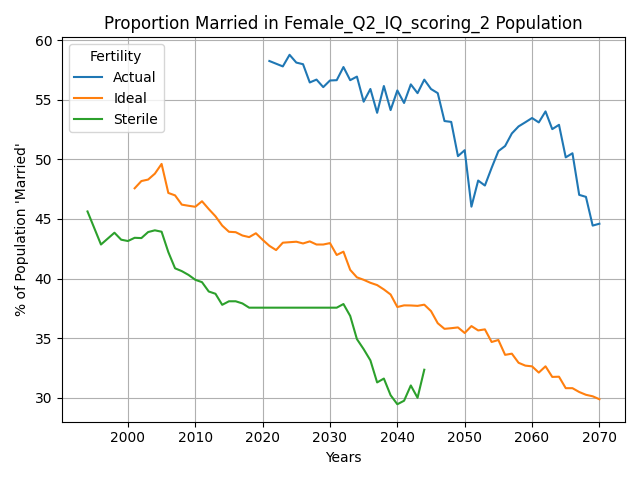 Proportion Married in Female_Q2_IQ_scoring_2 Population
Fertility
Actual
Ideal
Sterile
% of Population 'Married'
60
55
50
45
40
35
30
2000
2010
2020
2030
2040
2050
2060
2070
Years